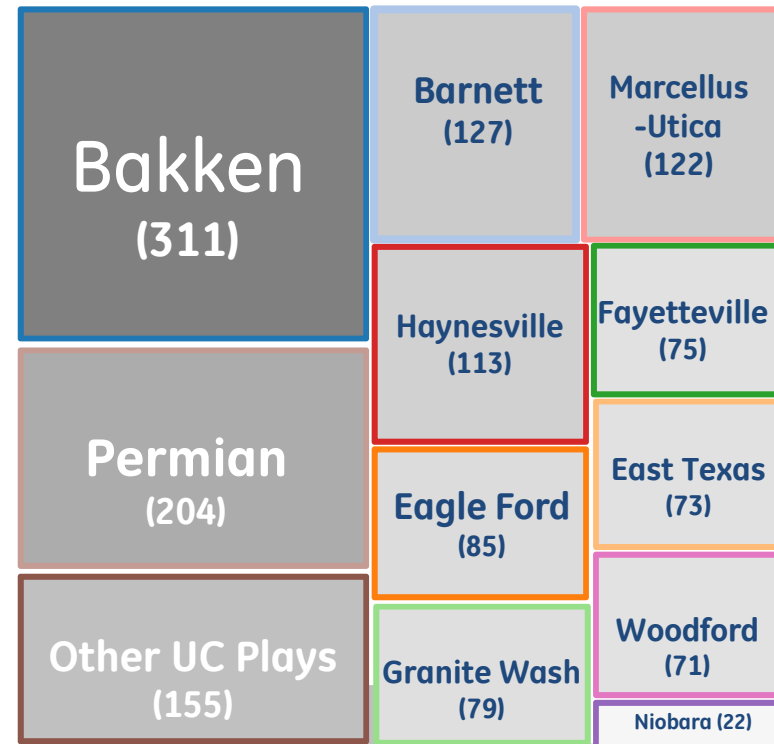 Bakken
(311)
Permian
(204)
Other UC Plays
(155)
Barnett
(127)
Haynesville
(113)
Eagle Ford
(85)
Granite Wash
(79)
Marcellus
-Utica
(122)
Fayetteville
(75)
East Texas
(73)
Woodford
(71)
Niobara (22)